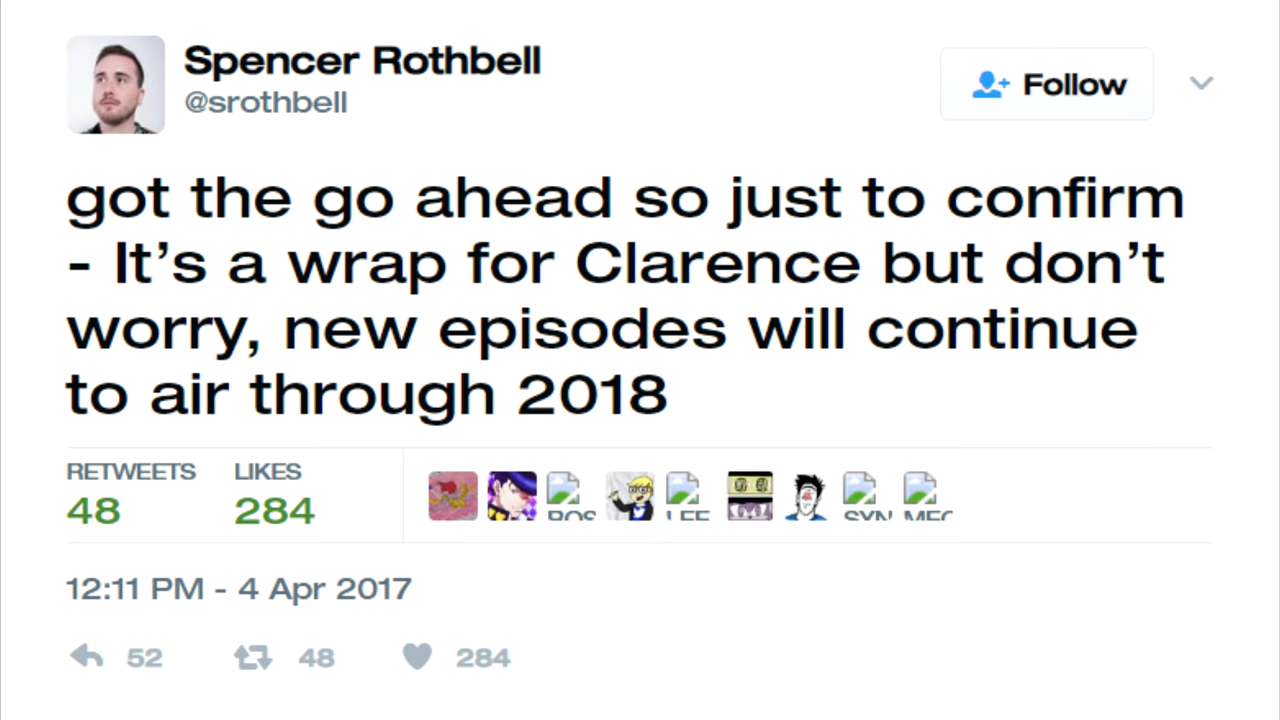 Spencer Rothbell
@srothbell
Follow
got the go ahead so just to confirm
- It’s a wrap for Clarence but don’t
worry, new episodes will continue
to air through 2018
RETWEETS LIKES
48 284
12:11 PM - 4 Apr 2017
52 48 284